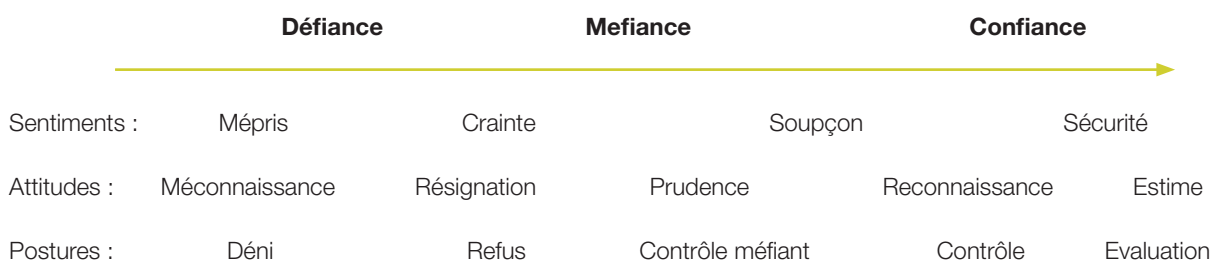 Défiance Mefiance Confiance
Sentiments : Mépris Crainte Soupçon Sécurité
Attitudes : Méconnaissance Résignation Prudence Reconnaissance Estime
Postures : Déni Refus Contrôle méfiant Contrôle Evaluation